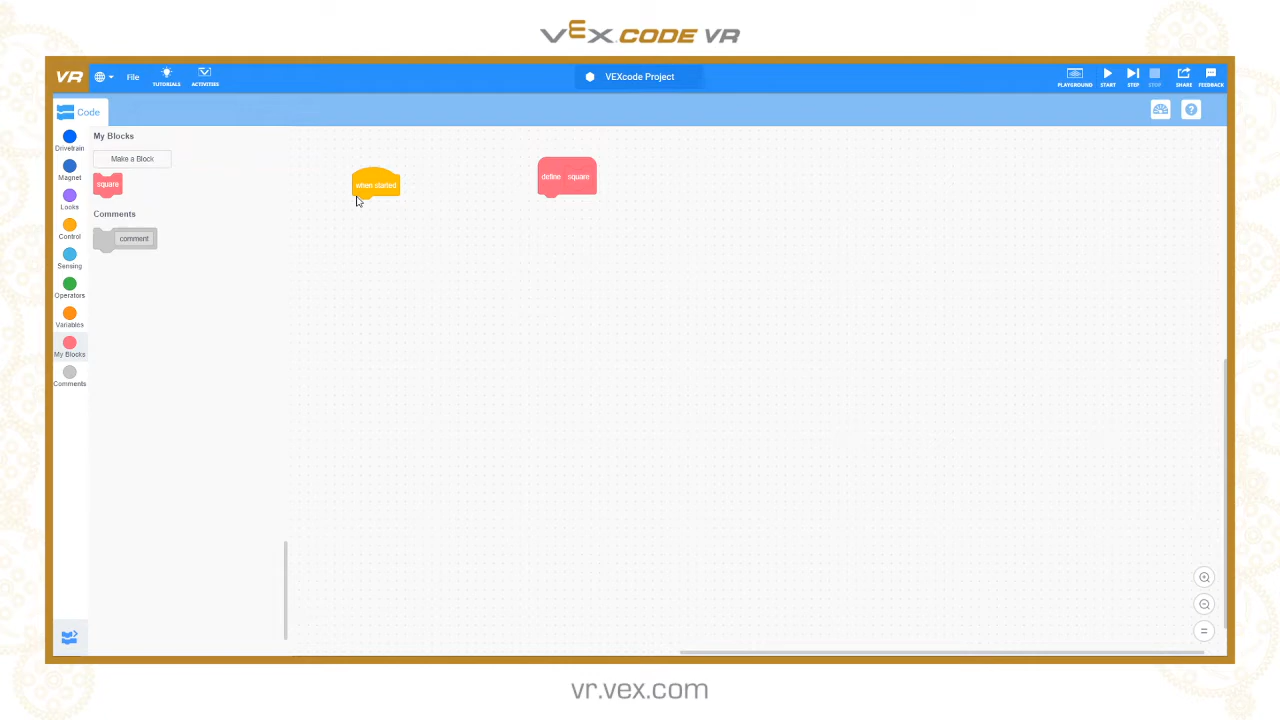 VEX CODE VR
VR
File
TUTORIALS
ACTIVITIES
VEXcode Project
PLAYGROUND
START
STEP
STOP
SHARE
FEEDBACK
Code
?
Drivetrain
Magnet
Looks
Control
Sensing
Operators
Variables
My Blocks
Comments
My Blocks
Make a Block
square
Comments
comment
when started
define square
vr.vex.com